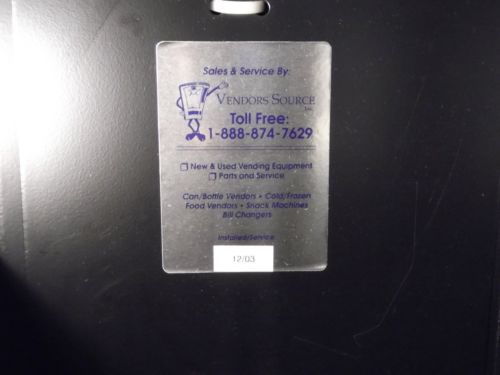 Sales & Service By:
VENDORS SOURCE
Inc.
Toll Free:
1-888-874-7629
New & Used Vending Equipment
Parts and Service
Can/Bottle Vendors • Cold/Frozen
Food Vendors • Snack Machines
Bill Changers
Installed/Service
12/03